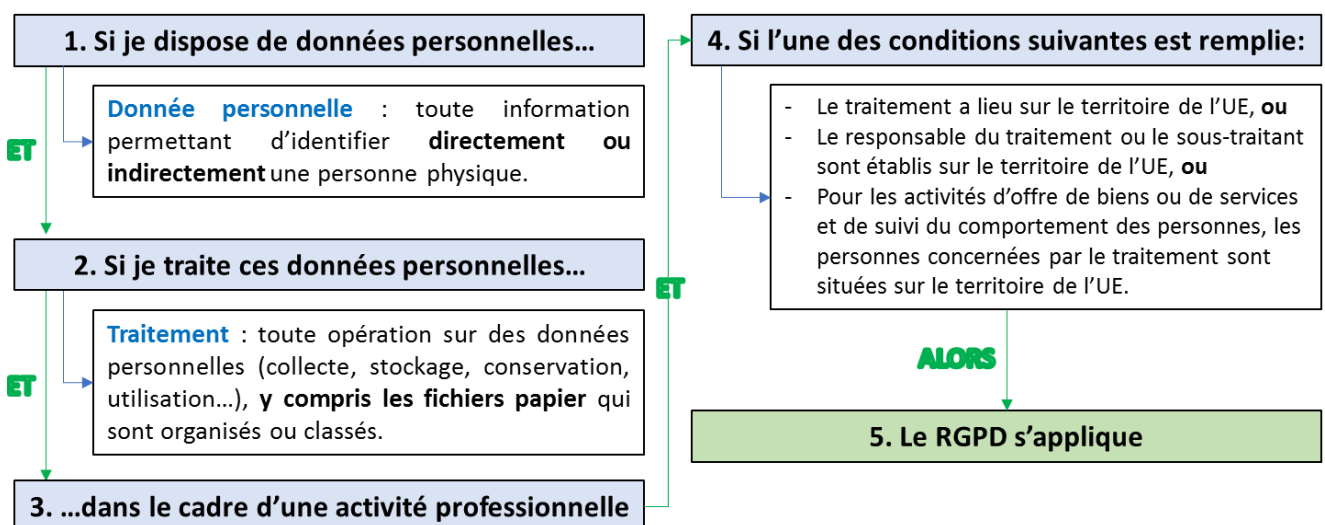 1. Si je dispose de données personnelles…
Donnée personnelle : toute information
permettant d’identifier directement ou
indirectement une personne physique.
ET
2. Si je traite ces données personnelles…
Traitement : toute opération sur des données
personnelles (collecte, stockage, conservation,
utilisation…), y compris les fichiers papier qui
sont organisés ou classés.
ET
3. …dans le cadre d’une activité professionnelle
ET
4. Si l’une des conditions suivantes est remplie:
- Le traitement a lieu sur le territoire de l’UE, ou
- Le responsable du traitement ou le sous-traitant
sont établis sur le territoire de l’UE, ou
- Pour les activités d’offre de biens ou de services
et de suivi du comportement des personnes, les
personnes concernées par le traitement sont
situées sur le territoire de l’UE.
ALORS
5. Le RGPD s’applique